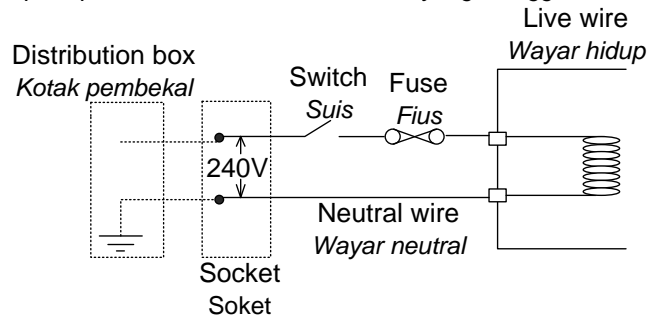 Live wire
Wayar hidup
Distribution box
Kotak pembekal
Switch
Suis
Fuse
Fius
240V
Neutral wire
Wayar neutral
Socket
Soket